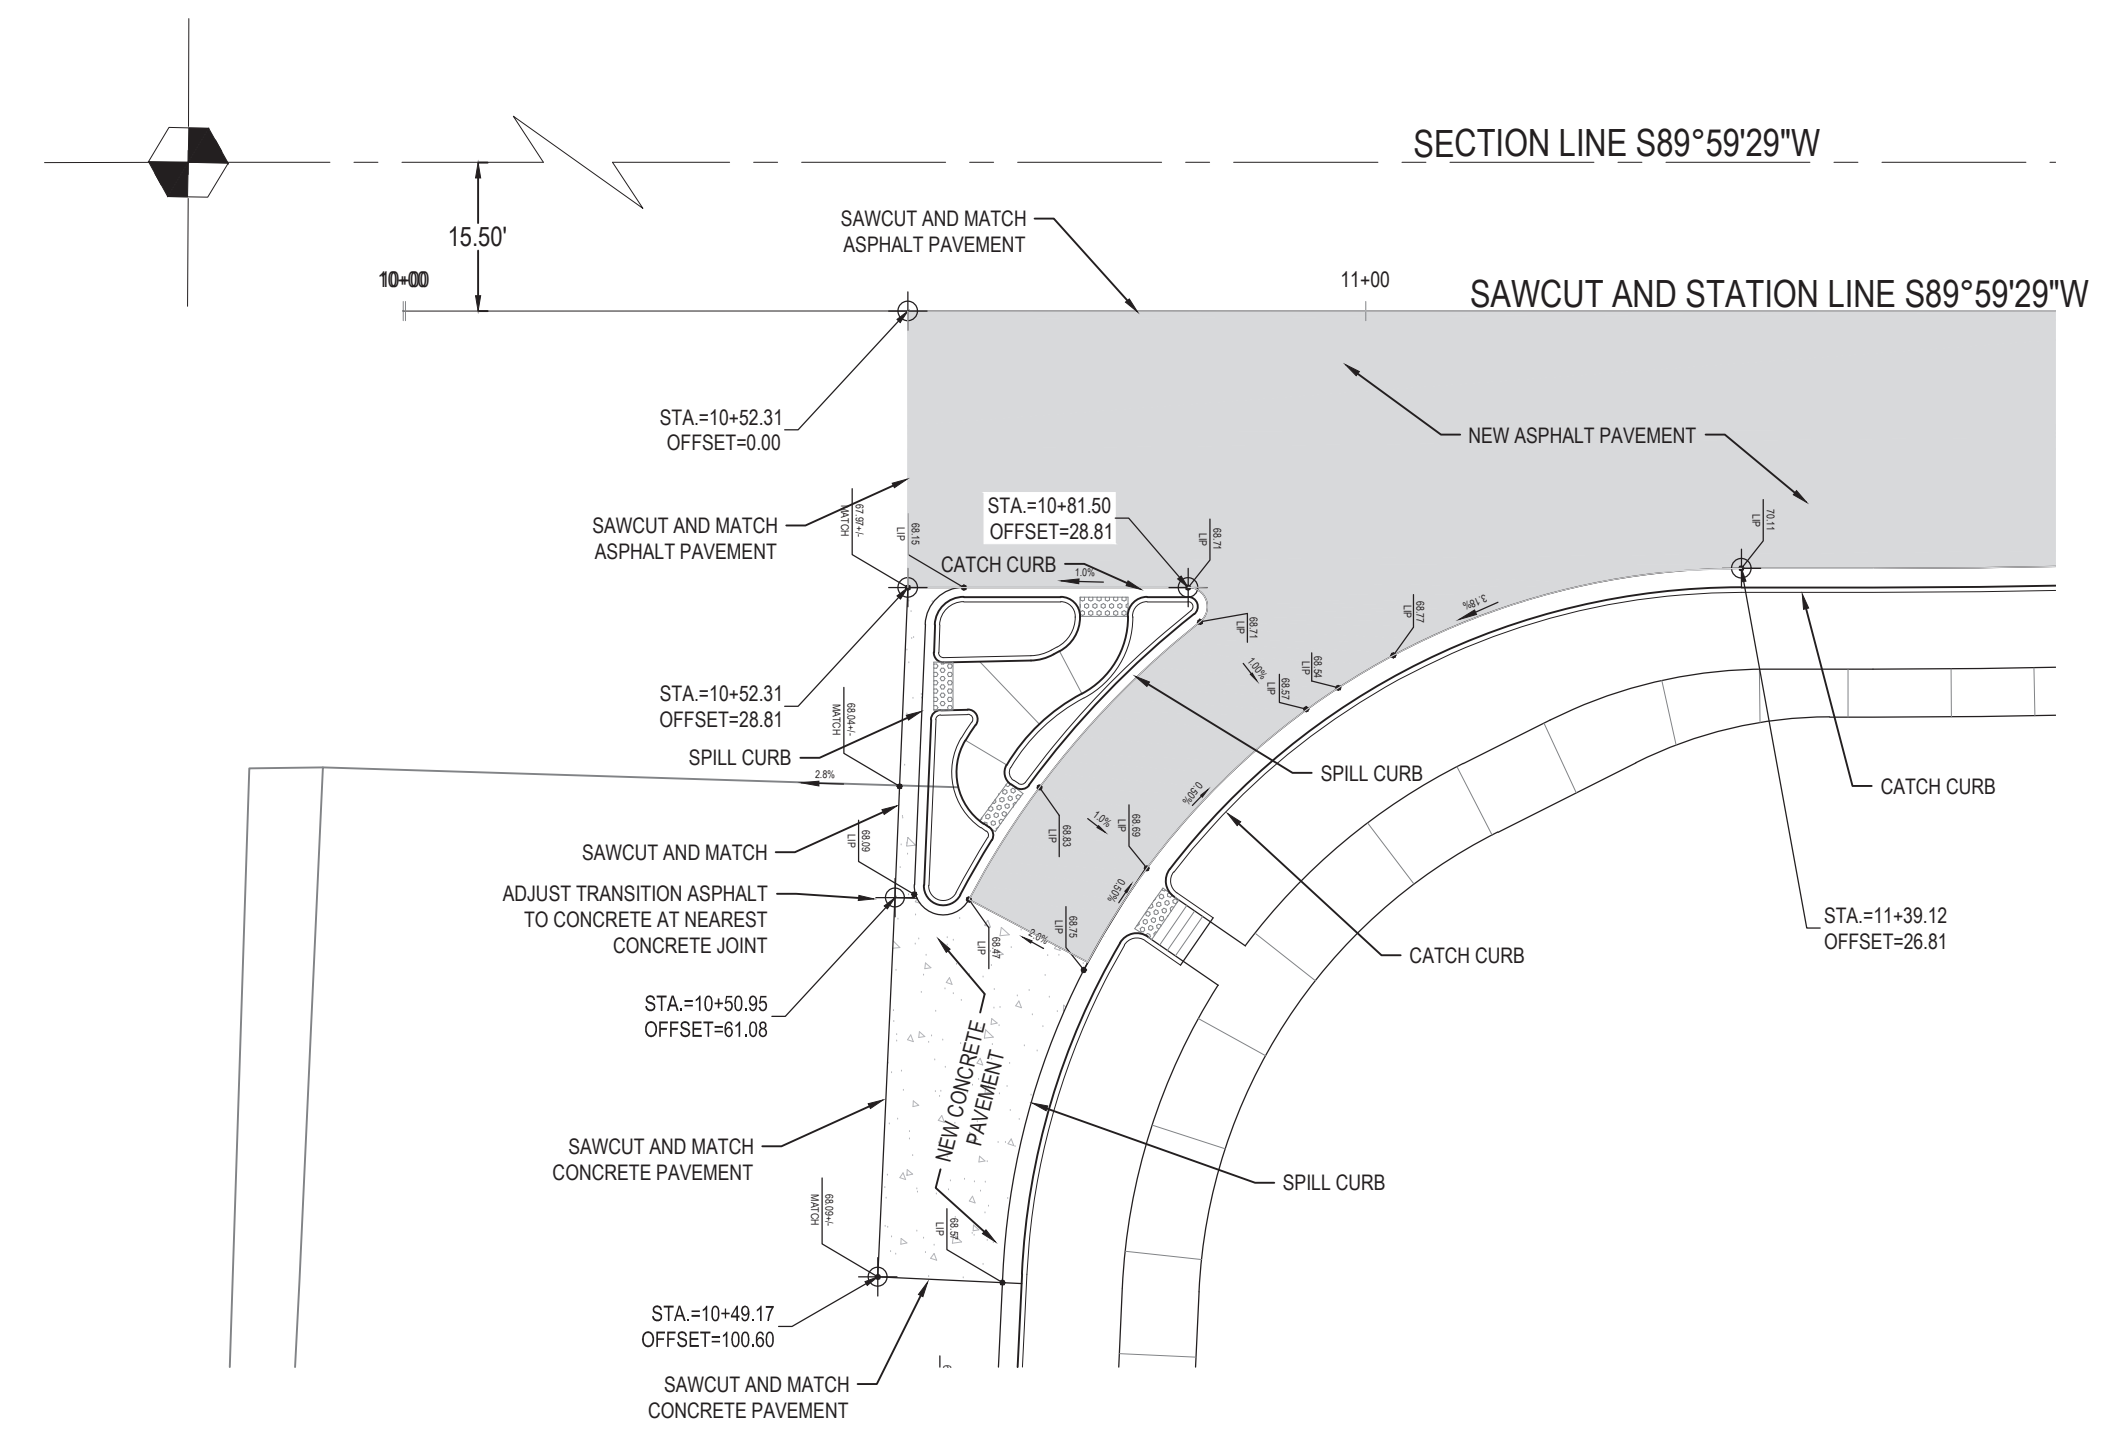 SECTION LINE S89°59'29"W
SAWCUT AND MATCH
ASPHALT PAVEMENT
15.50'
10+00
11+00
SAWCUT AND STATION LINE S89°59'29"W
STA.=10+52.31
OFFSET=0.00
NEW ASPHALT PAVEMENT
SAWCUT AND MATCH
ASPHALT PAVEMENT
67.97+/-
MATCH
68.15
LIP
STA.=10+81.50
OFFSET=28.81
68.71
LIP
70.11
LIP
CATCH CURB
1.0%
3.18%
68.71
LIP
68.77
LIP
1.00%
68.54
LIP
68.57
LIP
STA.=10+52.31
OFFSET=28.81
68.04+/-
MATCH
SPILL CURB
2.8%
SPILL CURB
CATCH CURB
0.50%
1.0%
68.69
LIP
68.83
LIP
68.09
LIP
SAWCUT AND MATCH
ADJUST TRANSITION ASPHALT
TO CONCRETE AT NEAREST
CONCRETE JOINT
0.50%
68.75
LIP
2.0%
68.47
LIP
STA.=11+39.12
OFFSET=26.81
CATCH CURB
STA.=10+50.95
OFFSET=61.08
NEW CONCRETE
PAVEMENT
SAWCUT AND MATCH
CONCRETE PAVEMENT
SPILL CURB
68.09+/-
MATCH
68.57
LIP
STA.=10+49.17
OFFSET=100.60
SAWCUT AND MATCH
CONCRETE PAVEMENT